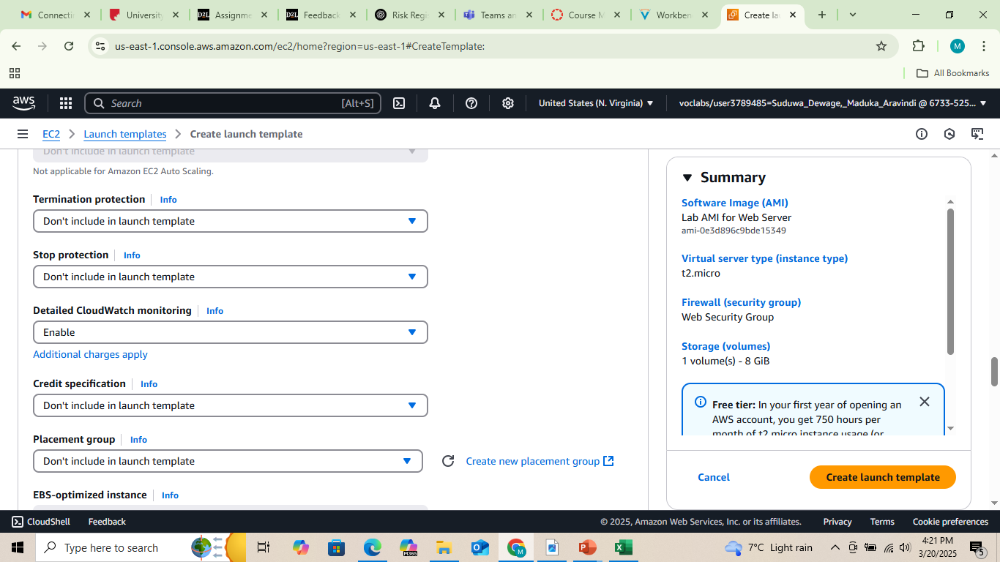 Connectin
University
D2L Assignme
D2L Feedback
Risk Regi
Teams an
Course M
Workben
Create la
us-east-1.console.aws.amazon.com/ec2/home?region=us-east-1#CreateTemplate:
M
All Bookmarks
aws
Search
[Alt+S]
United States (N. Virginia)
voclabs/user3789485=Suduwa_Dewage,_Maduka_Aravindi @ 6733-525...
EC2
Launch templates
Create launch template
Don't include in launch template
Not applicable for Amazon EC2 Auto Scaling.
Termination protection Info
Don't include in launch template
Stop protection Info
Don't include in launch template
Detailed CloudWatch monitoring Info
Enable
Additional charges apply
Credit specification Info
Don't include in launch template
Placement group Info
Don't include in launch template
Create new placement group
EBS-optimized instance Info
Summary
Software Image (AMI)
Lab AMI for Web Server
ami-0e3d896c9bde15349
Virtual server type (instance type)
t2.micro
Firewall (security group)
Web Security Group
Storage (volumes)
1 volume(s) - 8 GiB
Free tier: In your first year of opening an
AWS account, you get 750 hours per
month of t2.micro instance usage (or
Cancel
Create launch template
CloudShell
Feedback
© 2025, Amazon Web Services, Inc. or its affiliates.
Privacy
Terms
Cookie preferences
Type here to search
M365
M
7°C Light rain
4:21 PM
3/20/2025
5